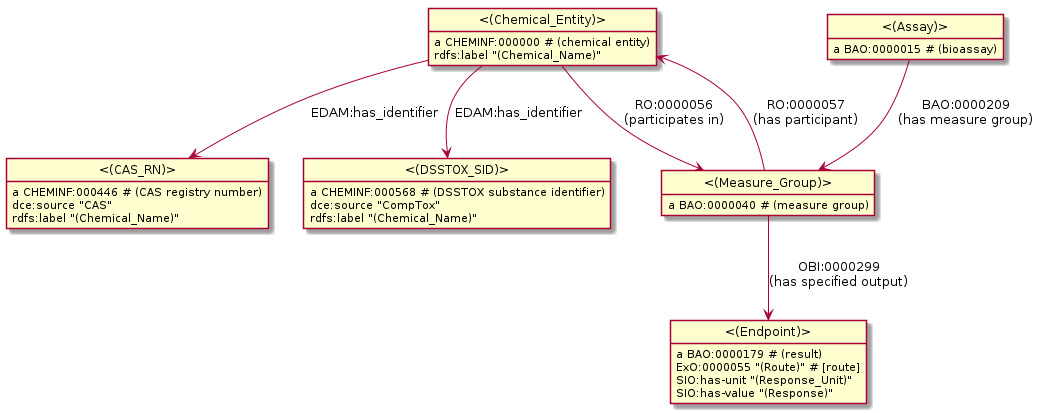 <(Chemical_Entity)>
a CHEMINF:000000 # (chemical entity)
rdfs:label "(Chemical_Name)"
<(Assay)>
a BAO:0000015 # (bioassay)
EDAM:has_identifier
EDAM:has_identifier
RO:0000056
(participates in)
RO:0000057
(has participant)
BAO:0000209
(has measure group)
<(CAS_RN)>
a CHEMINF:000446 # (CAS registry number)
dce:source "CAS"
rdfs:label "(Chemical_Name)"
<(DSSTOX_SID)>
a CHEMINF:000568 # (DSSTOX substance identifier)
dce:source "CompTox"
rdfs:label "(Chemical_Name)"
<(Measure_Group)>
a BAO:0000040 # (measure group)
OBI:0000299
(has specified output)
<(Endpoint)>
a BAO:0000179 # (result)
ExO:0000055 "(Route)" # [route]
SIO:has-unit "(Response_Unit)"
SIO:has-value "(Response)"